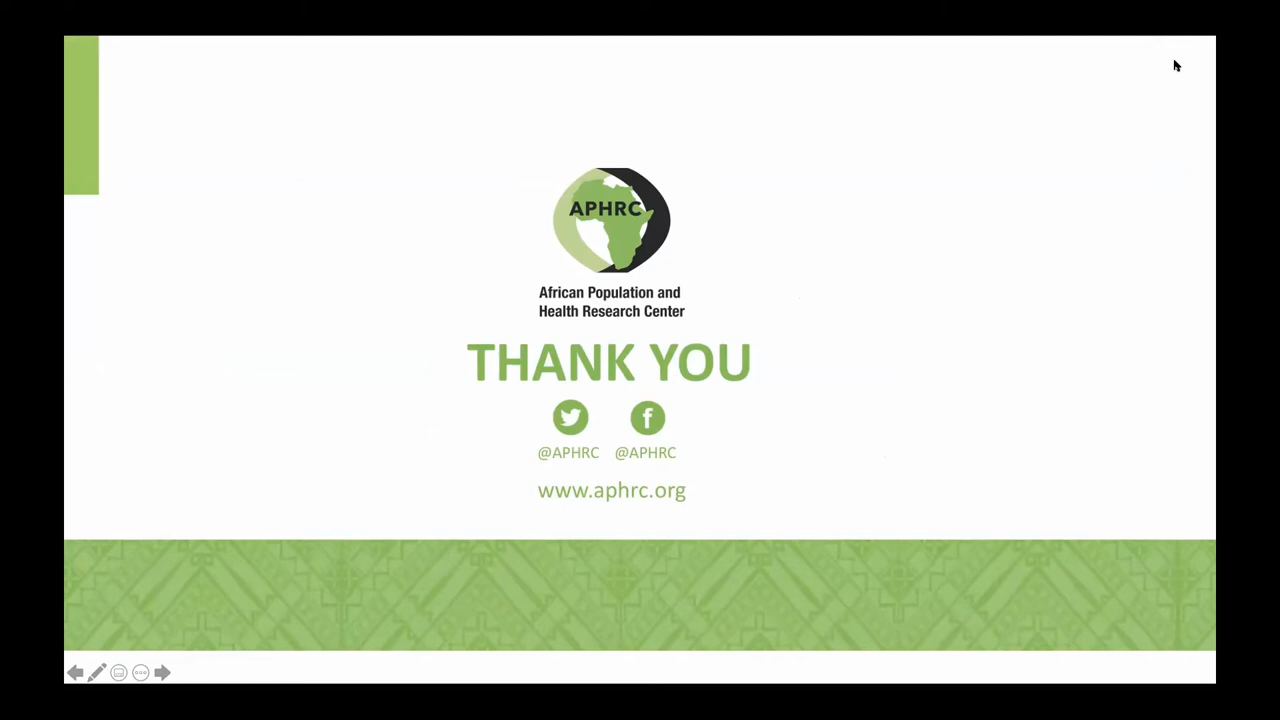 APHRC
African Population and
Health Research Center
THANK YOU
@APHRC @APHRC
www.aphrc.org